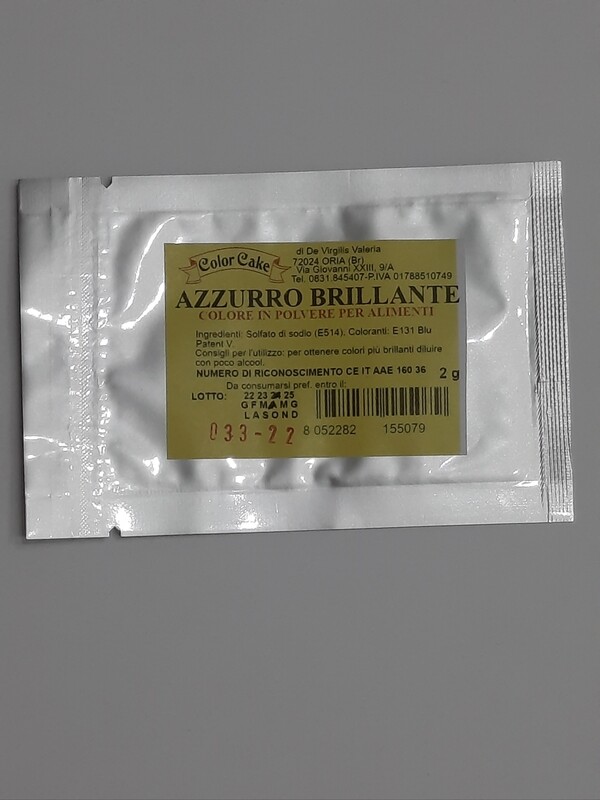 Color Cake
di De Virgilis Valeria
72024 ORIA (Br)
Via Giovanni XXIII, 9/A
Tel. 0831.845407-P.IVA 01788510749
AZZURRO BRILLANTE
COLORE IN POLVERE PER ALIMENTI
Ingredienti: Solfato di sodio (E514), Coloranti: E131 Blu
Patent V.
Consigli per l'utilizzo: per ottenere colori più brillanti diluire
con poco alcool.
NUMERO DI RICONOSCIMENTO CE IT AAE 160 36
2 g
Da consumarsi pref. entro il:
LOTTO: 22 23 24 25
G F M A M G
L A S O N D
033-22
8 052282 155079